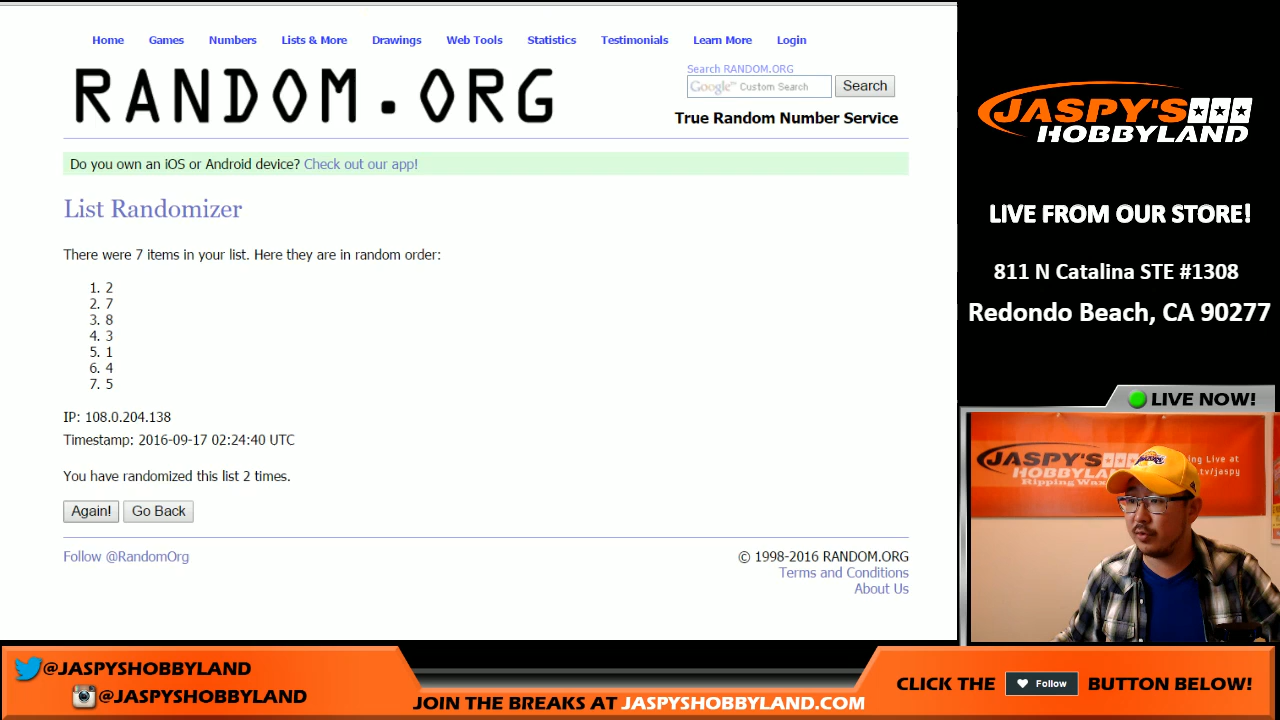 Home Games Numbers Lists & More Drawings Web Tools Statistics Testimonials Learn More Login
RANDOM.ORG
Search RANDOM.ORG
Google™ Custom Search Search
True Random Number Service
Do you own an iOS or Android device? Check out our app!
List Randomizer
There were 7 items in your list. Here they are in random order:
1. 2
2. 7
3. 8
4. 3
5. 1
6. 4
7. 5
IP: 108.0.204.138
Timestamp: 2016-09-17 02:24:40 UTC
You have randomized this list 2 times.
Again! Go Back
Follow @RandomOrg
© 1998-2016 RANDOM.ORG
Terms and Conditions
About Us
JASPY'S
HOBBYLAND
LIVE FROM OUR STORE!
811 N Catalina STE #1308
Redondo Beach, CA 90277
LIVE NOW!
JASPY'S
HOBBYLAND
Ripping Wax
ng Live at
.tv/jaspy
@JASPYSHOBBYLAND
@JASPYSHOBBYLAND
JOIN THE BREAKS AT JASPYSHOBBYLAND.COM
CLICK THE Follow BUTTON BELOW!